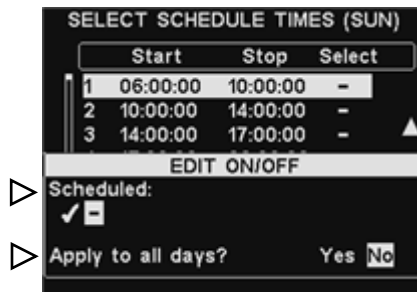 SELECT SCHEDULE TIMES (SUN)
Start Stop Select
1 06:00:00 10:00:00 -
2 10:00:00 14:00:00 -
3 14:00:00 17:00:00 -
EDIT ON/OFF
Scheduled:
✓ -
Apply to all days? Yes No